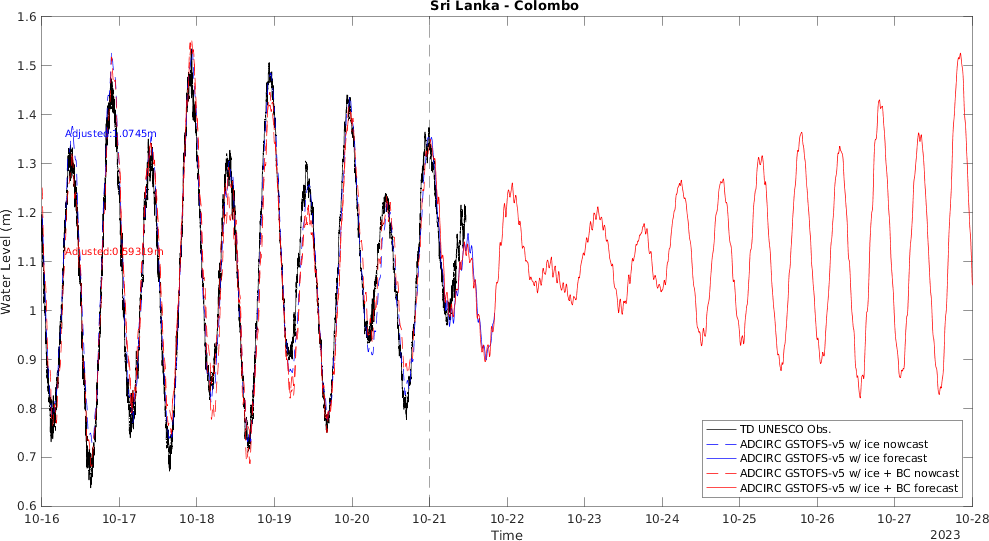 Sri Lanka - Colombo
1.6
1.5
1.4
1.3
1.2
1.1
1
0.9
0.8
0.7
0.6
Water Level (m)
Adjusted:1.0745m
Adjusted:0.59319m
TD UNESCO Obs.
ADCIRC GSTOFS-v5 w/ ice nowcast
ADCIRC GSTOFS-v5 w/ ice forecast
ADCIRC GSTOFS-v5 w/ ice + BC nowcast
ADCIRC GSTOFS-v5 w/ ice + BC forecast
10-16 10-17 10-18 10-19 10-20 10-21 10-22 10-23 10-24 10-25 10-26 10-27 10-28
Time
2023